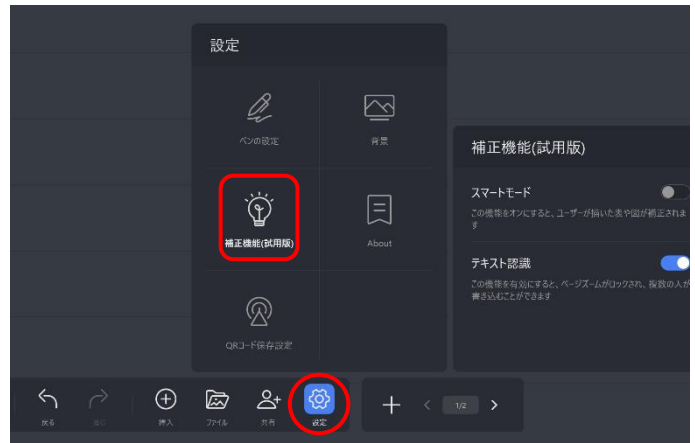 設定
ペンの設定
背景
補正機能(試用版)
About
QRコード保存設定
補正機能(試用版)
スマートモード
この機能をオンにすると、ユーザーが描いた表や図が補正されま
す
テキスト認識
この機能を有効にすると、ページズームがロックされ、複数の人が
書き込むことができます
戻る
挿入
ファイル
共有
設定
1/2